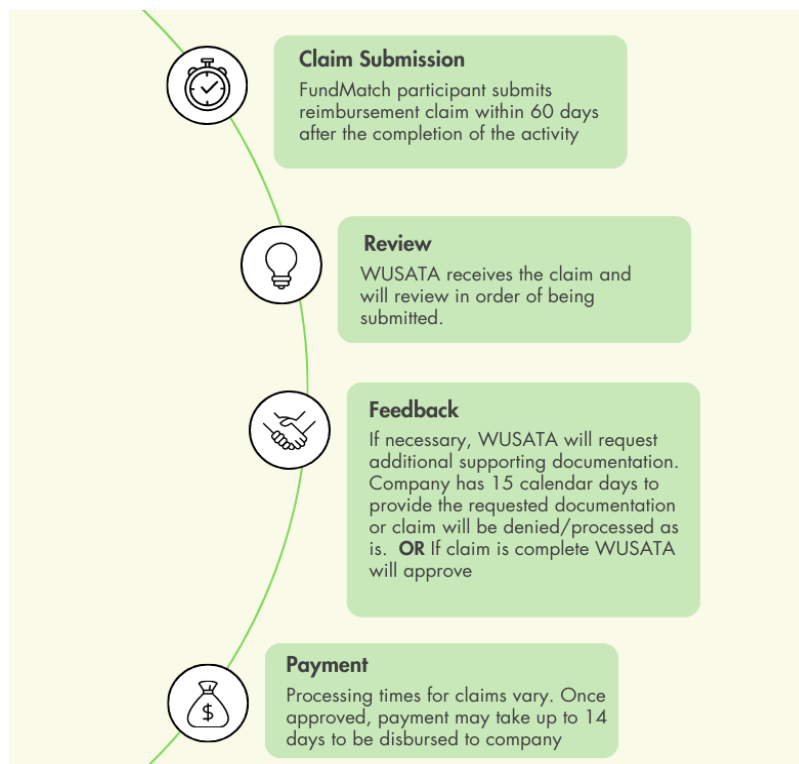 Claim Submission
FundMatch participant submits
reimbursement claim within 60 days
after the completion of the activity
Review
WUSATA receives the claim and
will review in order of being
submitted.
Feedback
If necessary, WUSATA will request
additional supporting documentation.
Company has 15 calendar days to
provide the requested documentation
or claim will be denied/processed as
is. OR If claim is complete WUSATA
will approve
Payment
$
Processing times for claims vary. Once
approved, payment may take up to 14
days to be disbursed to company